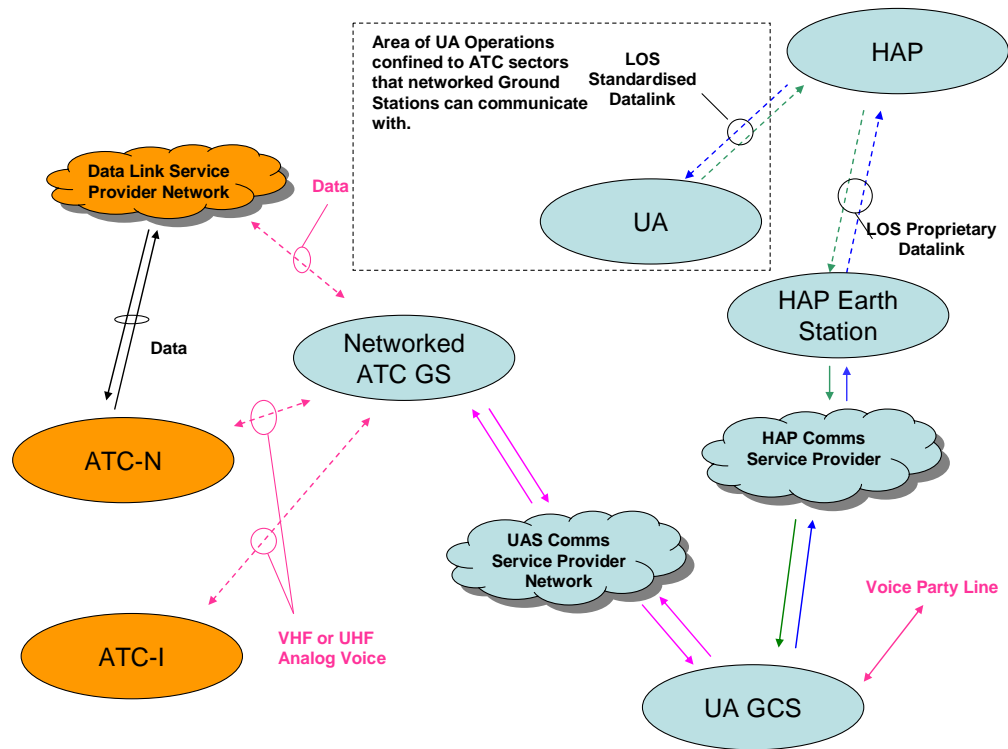 Area of UA Operations
confined to ATC sectors
that networked Ground
Stations can communicate
with.
LOS
Standardised
Datalink
HAP
Data Link Service
Provider Network
Data
UA
LOS Proprietary
Datalink
HAP Earth
Station
Data
Networked
ATC GS
HAP Comms
Service Provider
ATC-N
UAS Comms
Service Provider
Network
Voice Party Line
VHF or UHF
Analog Voice
ATC-I
UA GCS